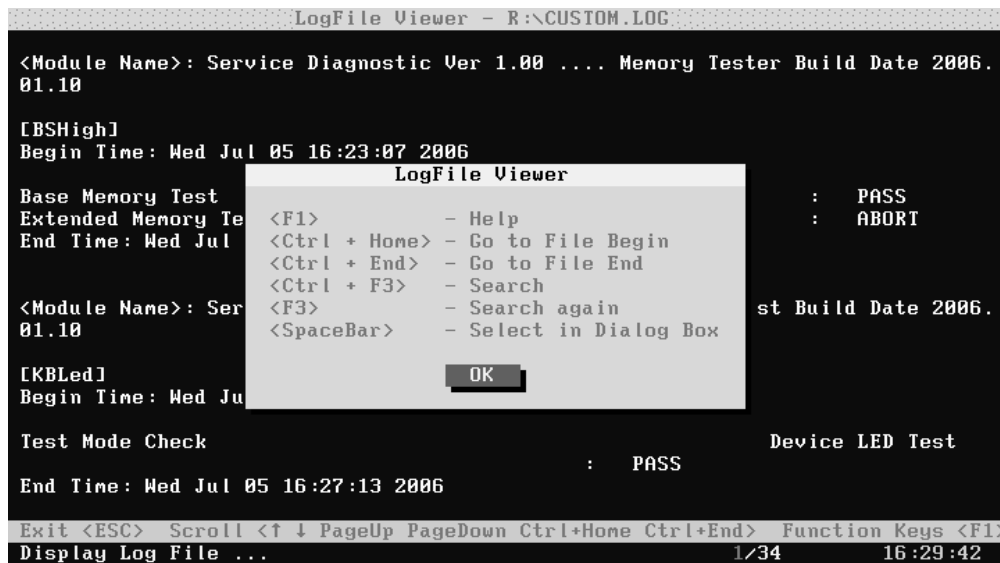 LogFile Viewer - R:\CUSTOM.LOG
<Module Name>: Service Diagnostic Ver 1.00 .... Memory Tester Build Date 2006.
01.10
[BSHigh]
Begin Time: Wed Jul 05 16:23:07 2006
Base Memory Test : PASS
Extended Memory Te : ABORT
End Time: Wed Jul
<Module Name>: Ser st Build Date 2006.
01.10
[KBLed]
Begin Time: Wed Ju
LogFile Viewer
<F1> - Help
<Ctrl + Home> - Go to File Begin
<Ctrl + End> - Go to File End
<Ctrl + F3> - Search
<F3> - Search again
<SpaceBar> - Select in Dialog Box
OK
Test Mode Check Device LED Test
: PASS
End Time: Wed Jul 05 16:27:13 2006
Exit <ESC> Scroll <↑ ↓ PageUp PageDown Ctrl+Home Ctrl+End> Function Keys <F1>
Display Log File ... 1/34 16:29:42